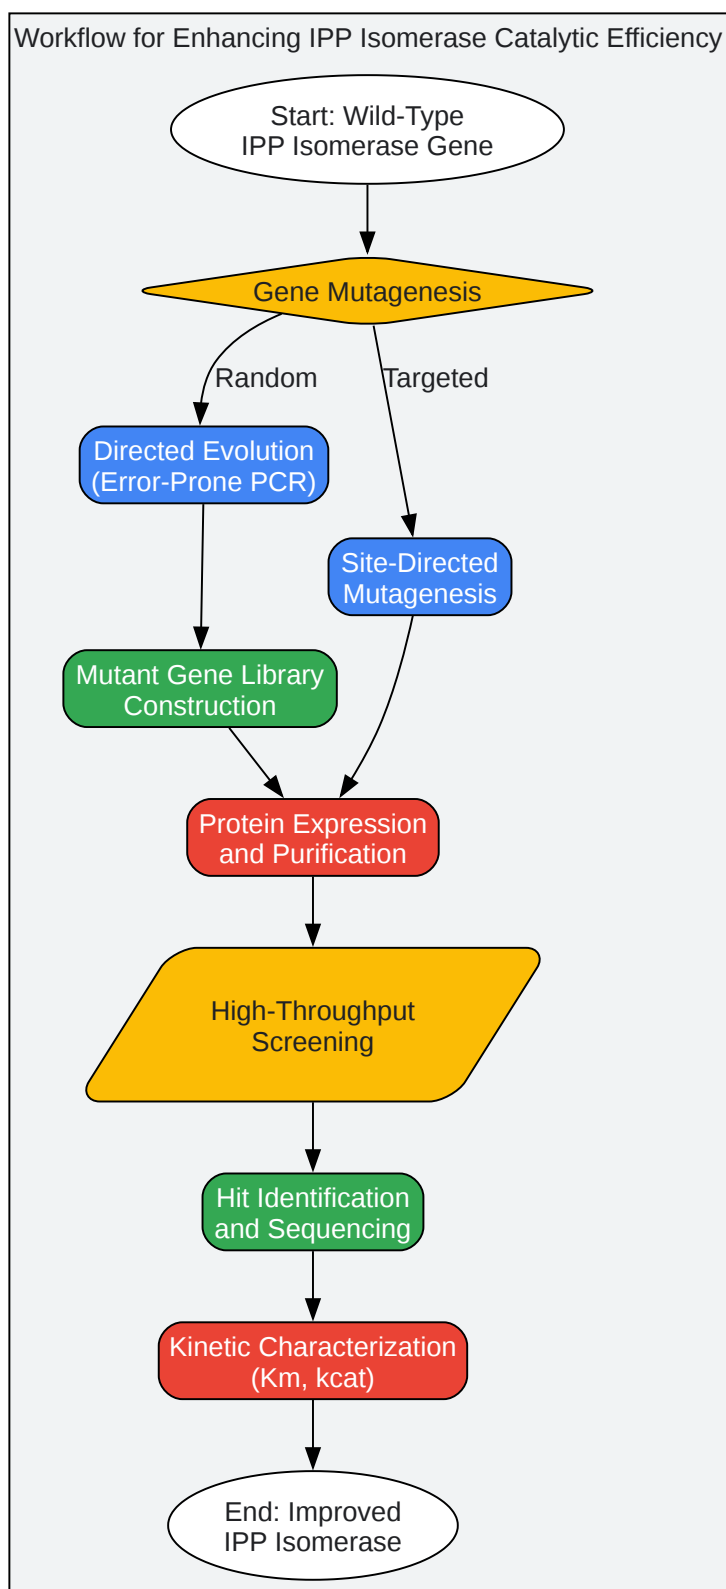 Workflow for Enhancing IPP Isomerase Catalytic Efficiency
Start: Wild-Type
IPP Isomerase Gene
Gene Mutagenesis
Random
Targeted
Directed Evolution
(Error-Prone PCR)
Site-Directed
Mutagenesis
Mutant Gene Library
Construction
Protein Expression
and Purification
High-Throughput
Screening
Hit Identification
and Sequencing
Kinetic Characterization
(Km, kcat)
End: Improved
IPP Isomerase